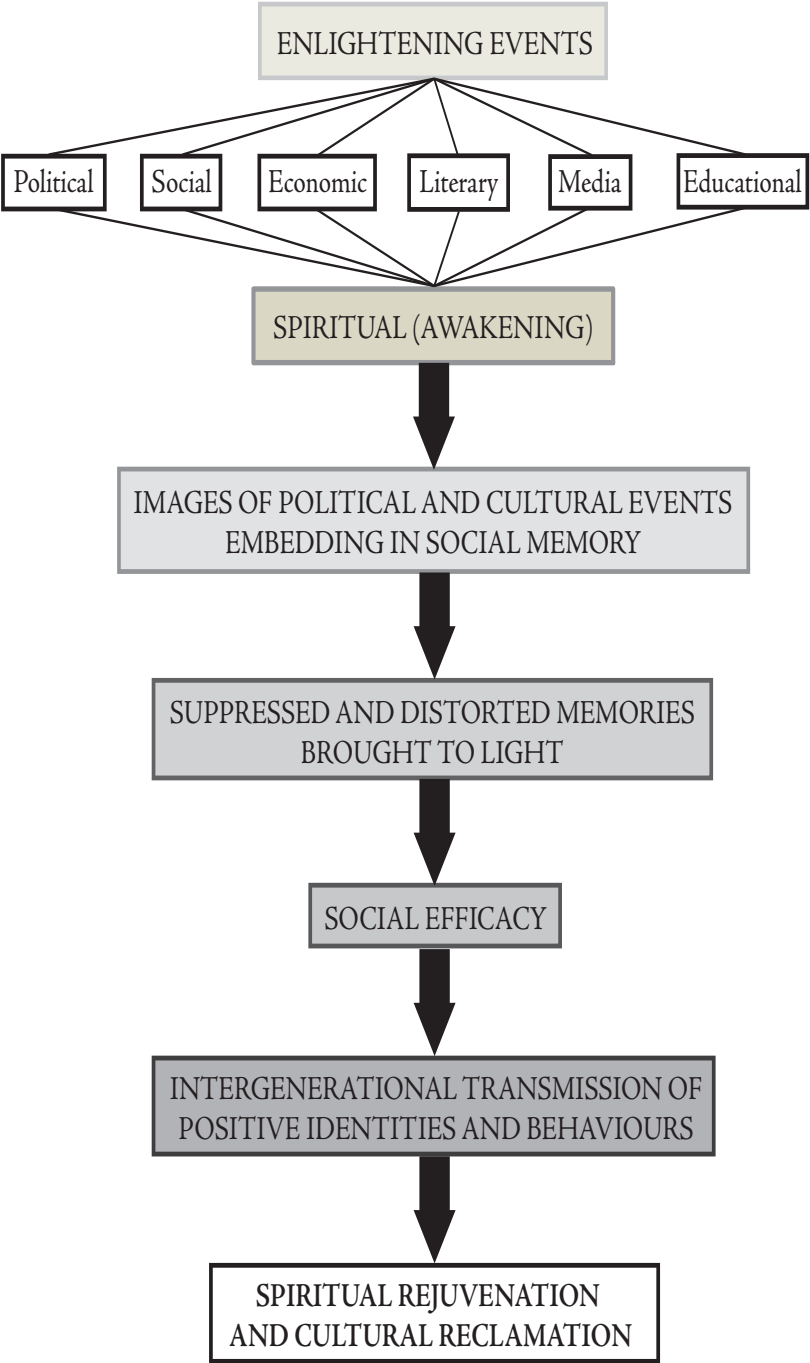 ENLIGHTENING EVENTS
Political
Social
Economic
Literary
Media
Educational
SPIRITUAL (AWAKENING)
IMAGES OF POLITICAL AND CULTURAL EVENTS
EMBEDDING IN SOCIAL MEMORY
SUPPRESSED AND DISTORTED MEMORIES
BROUGHT TO LIGHT
SOCIAL EFFICACY
INTERGENERATIONAL TRANSMISSION OF
POSITIVE IDENTITIES AND BEHAVIOURS
SPIRITUAL REJUVENATION
AND CULTURAL RECLAMATION